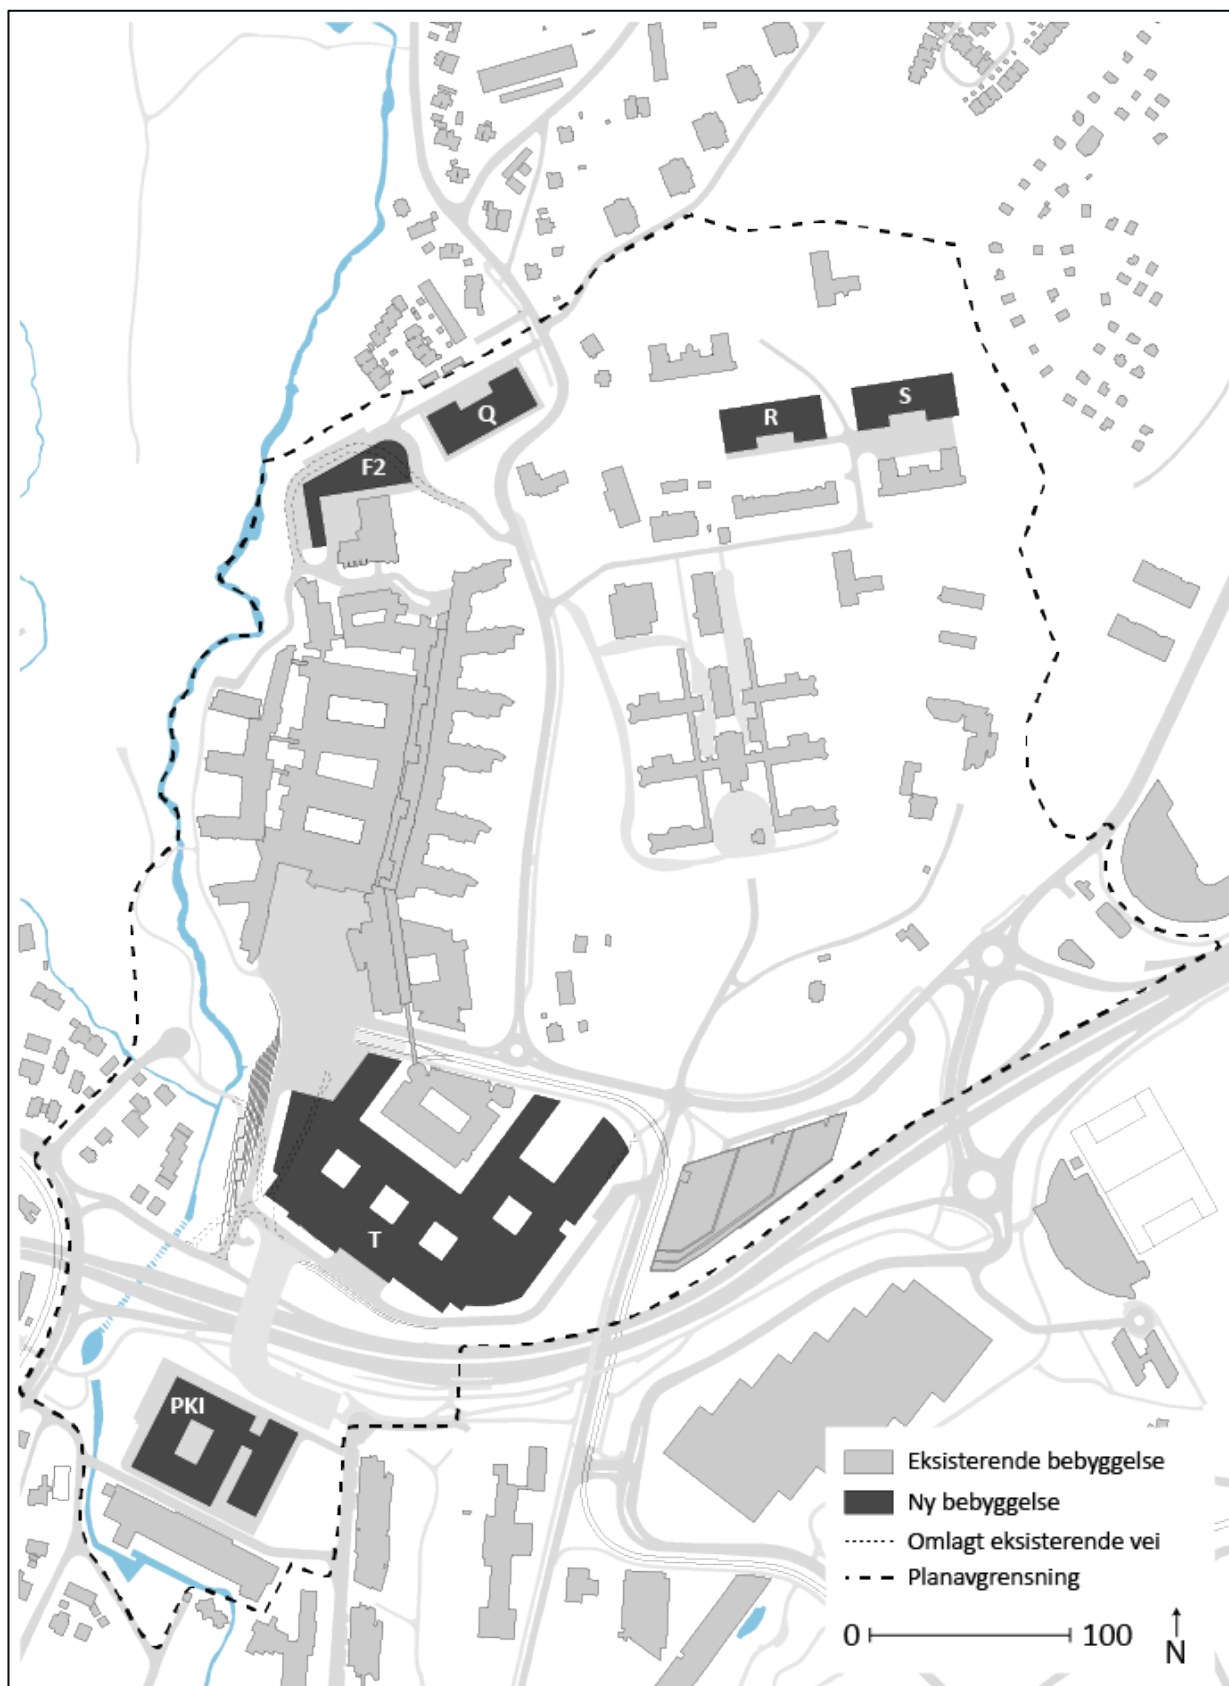 Q
S
R
F2
T
PKI
Eksisterende bebyggelse
Ny bebyggelse
Omlagt eksisterende vei
Planavgrensning
0 100
N